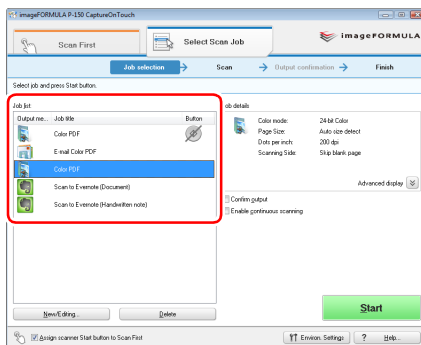 imageFORMULA P-150 CaptureOnTouch
Scan First
Select Scan Job
imageFORMULA
Job selection
Scan
Output confirmation
Finish
Select job and press Start button.
Job list
Output me... Job title Button
Color PDF
E-mail Color PDF
Color PDF
Scan to Evernote (Document)
Scan to Evernote (Handwritten note)
ob details
Color mode: 24-bit Color
Page Size: Auto size detect
Dots per inch: 200 dpi
Scanning Side: Skip blank page
Advanced display
Confirm output
Enable continuous scanning
New/Editing...
Delete
Start
Assign scanner Start button to Scan First
Environ. Settings
? Help...